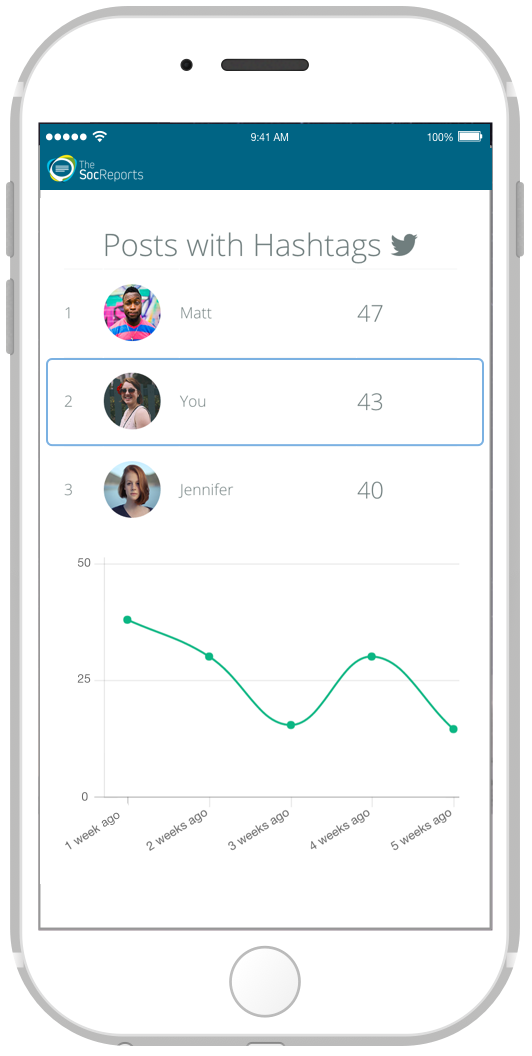 9:41 AM 100%
The
SocReports
Posts with Hashtags
1 Matt 47
2 You 43
3 Jennifer 40
50
25
0
1 week ago 2 weeks ago 3 weeks ago 4 weeks ago 5 weeks ago